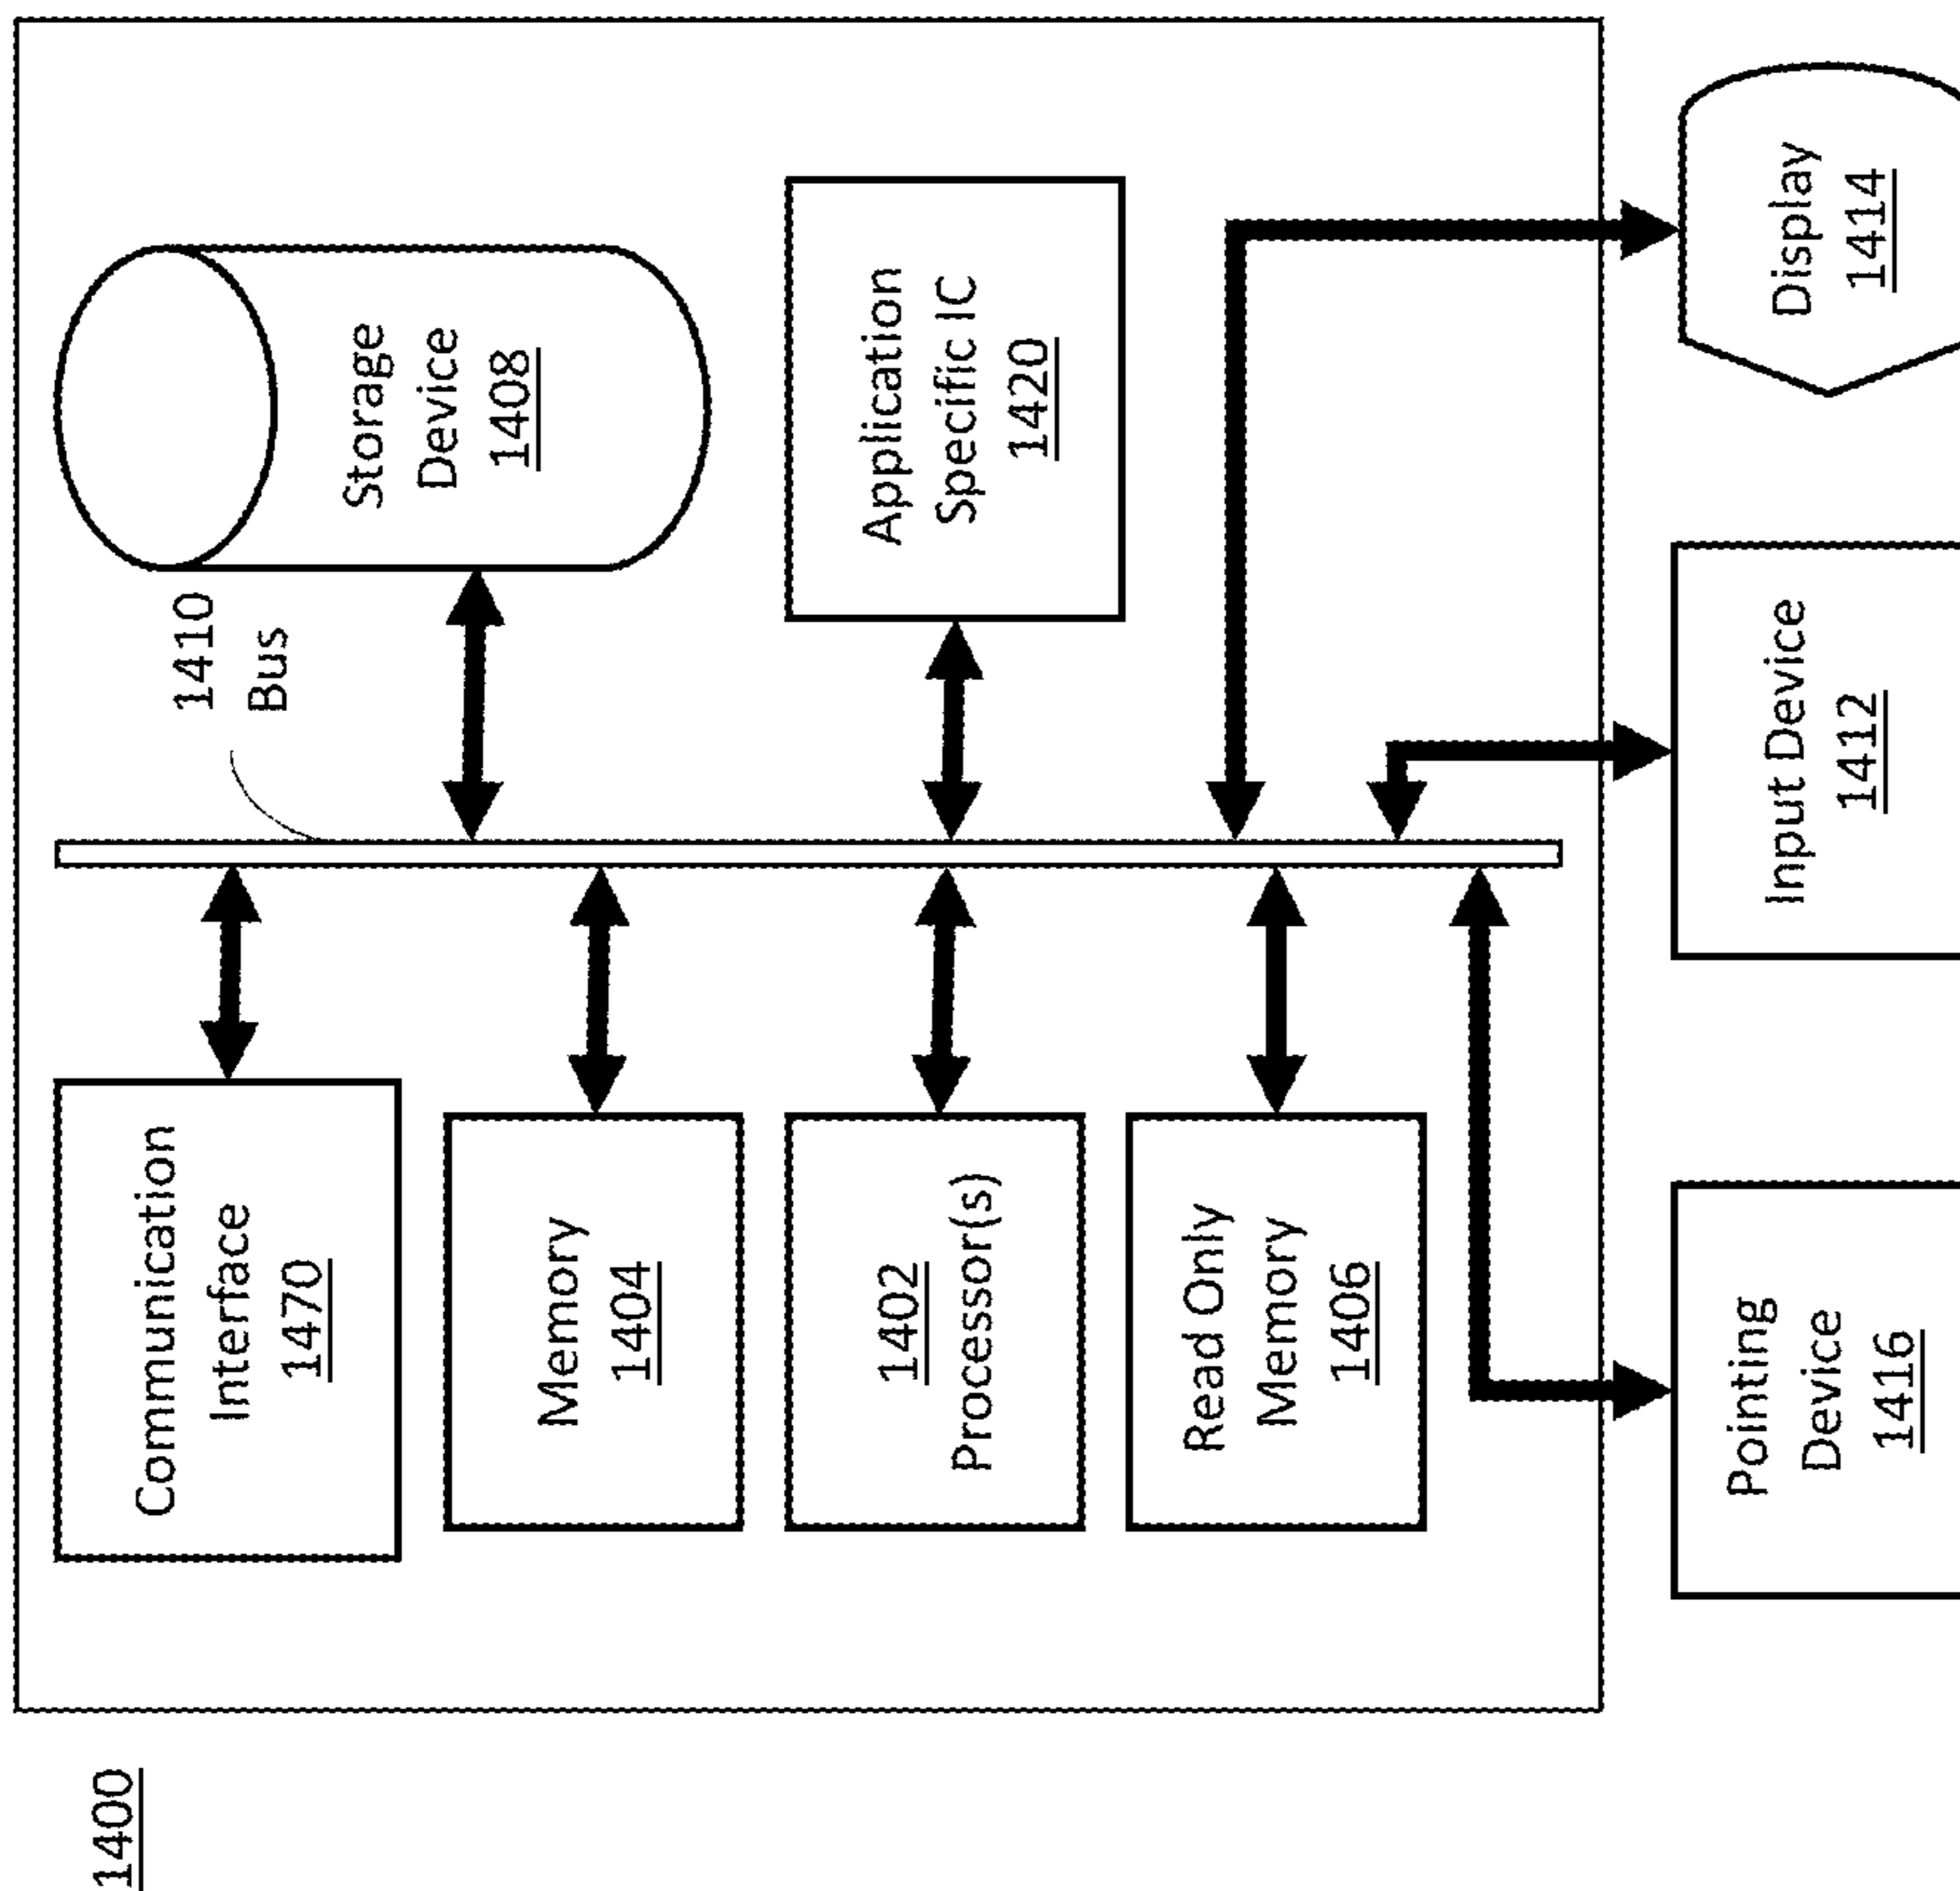 1400
Communication
Interface
1470
1410
Bus
Storage
Device
1408
Memory
1404
1402
Processor(s)
Application
Specific IC
1420
Read Only
Memory
1406
Pointing
Device
1416
Input Device
1412
Display
1414